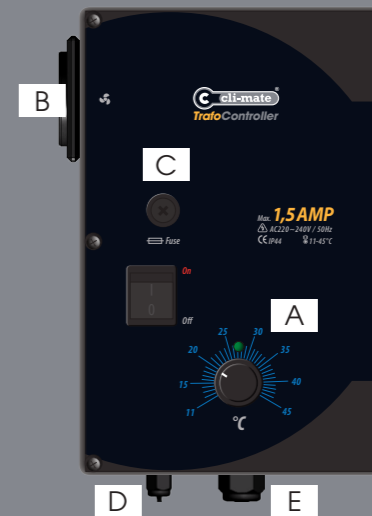 B
c cli-mate®
TrafoController
C
Max. 1,5 AMP
AC220~240V / 50Hz
CE IP44 11-45°C
Fuse
On
I
0
Off
A
25 30
20 35
15 40
11 45
°C
D E